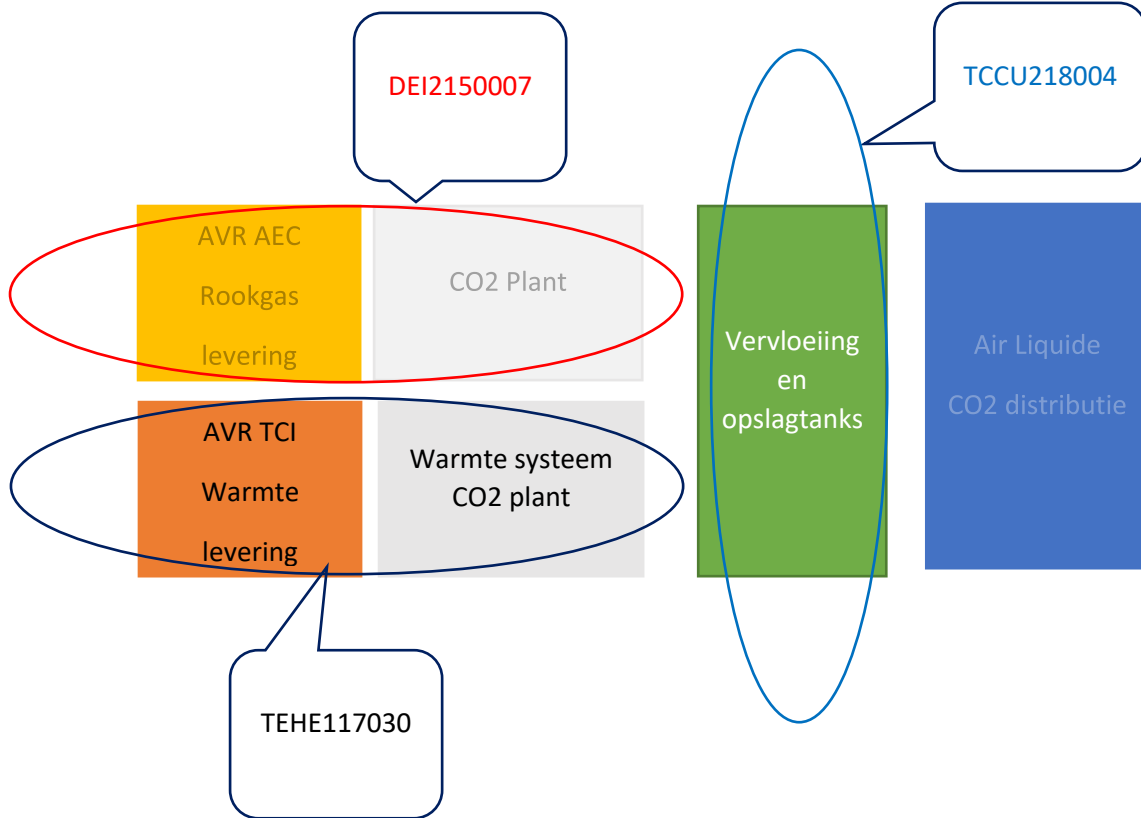 DEI2150007
TCCU218004
AVR AEC
Rookgas
levering
CO2 Plant
Vervloeiing
en
opslagtanks
Air Liquide
CO2 distributie
AVR TCI
Warmte
levering
Warmte systeem
CO2 plant
TEHE117030